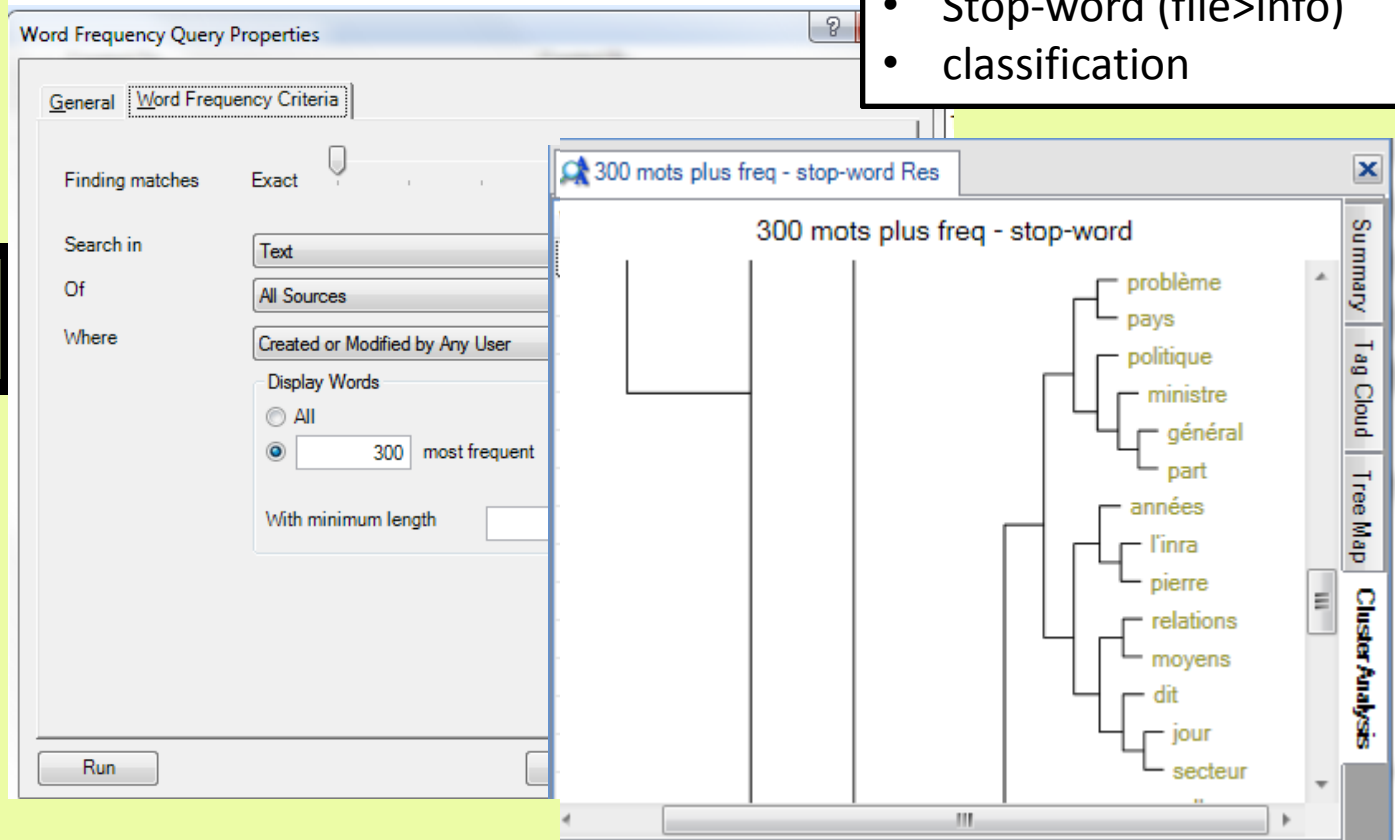 • Stop-word (file>info)
• classification
Word Frequency Query Properties
?
General
Word Frequency Criteria
Finding matches
Exact
Search in
Text
Of
All Sources
Where
Created or Modified by Any User
Display Words
All
300 most frequent
With minimum length
Run
300 mots plus freq - stop-word Res
300 mots plus freq - stop-word
problème
pays
politique
ministre
général
part
années
l'inra
pierre
relations
moyens
dit
jour
secteur
Summary
Tag Cloud
Tree Map
Cluster Analysis